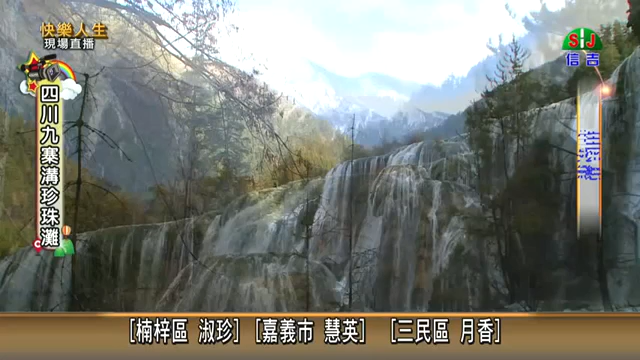 快樂人生
現場直播
SJ
信吉
四川九寨溝珍珠灘
[楠梓區 淑珍] [嘉義市 慧英] [三民區 月香]